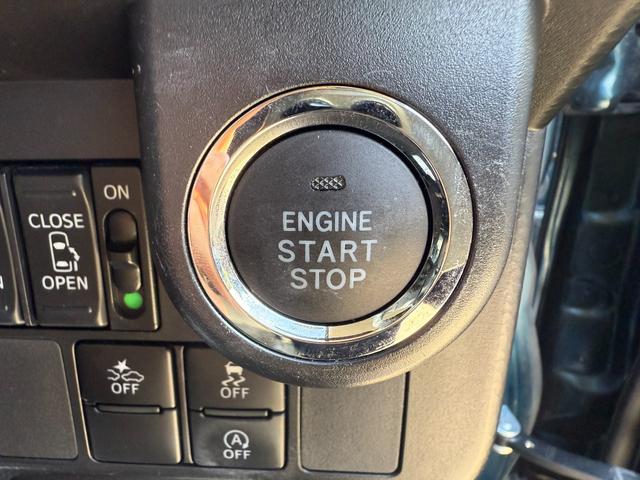 ENGINE
START
STOP
CLOSE
OPEN
ON
OFF
OFF
A
OFF